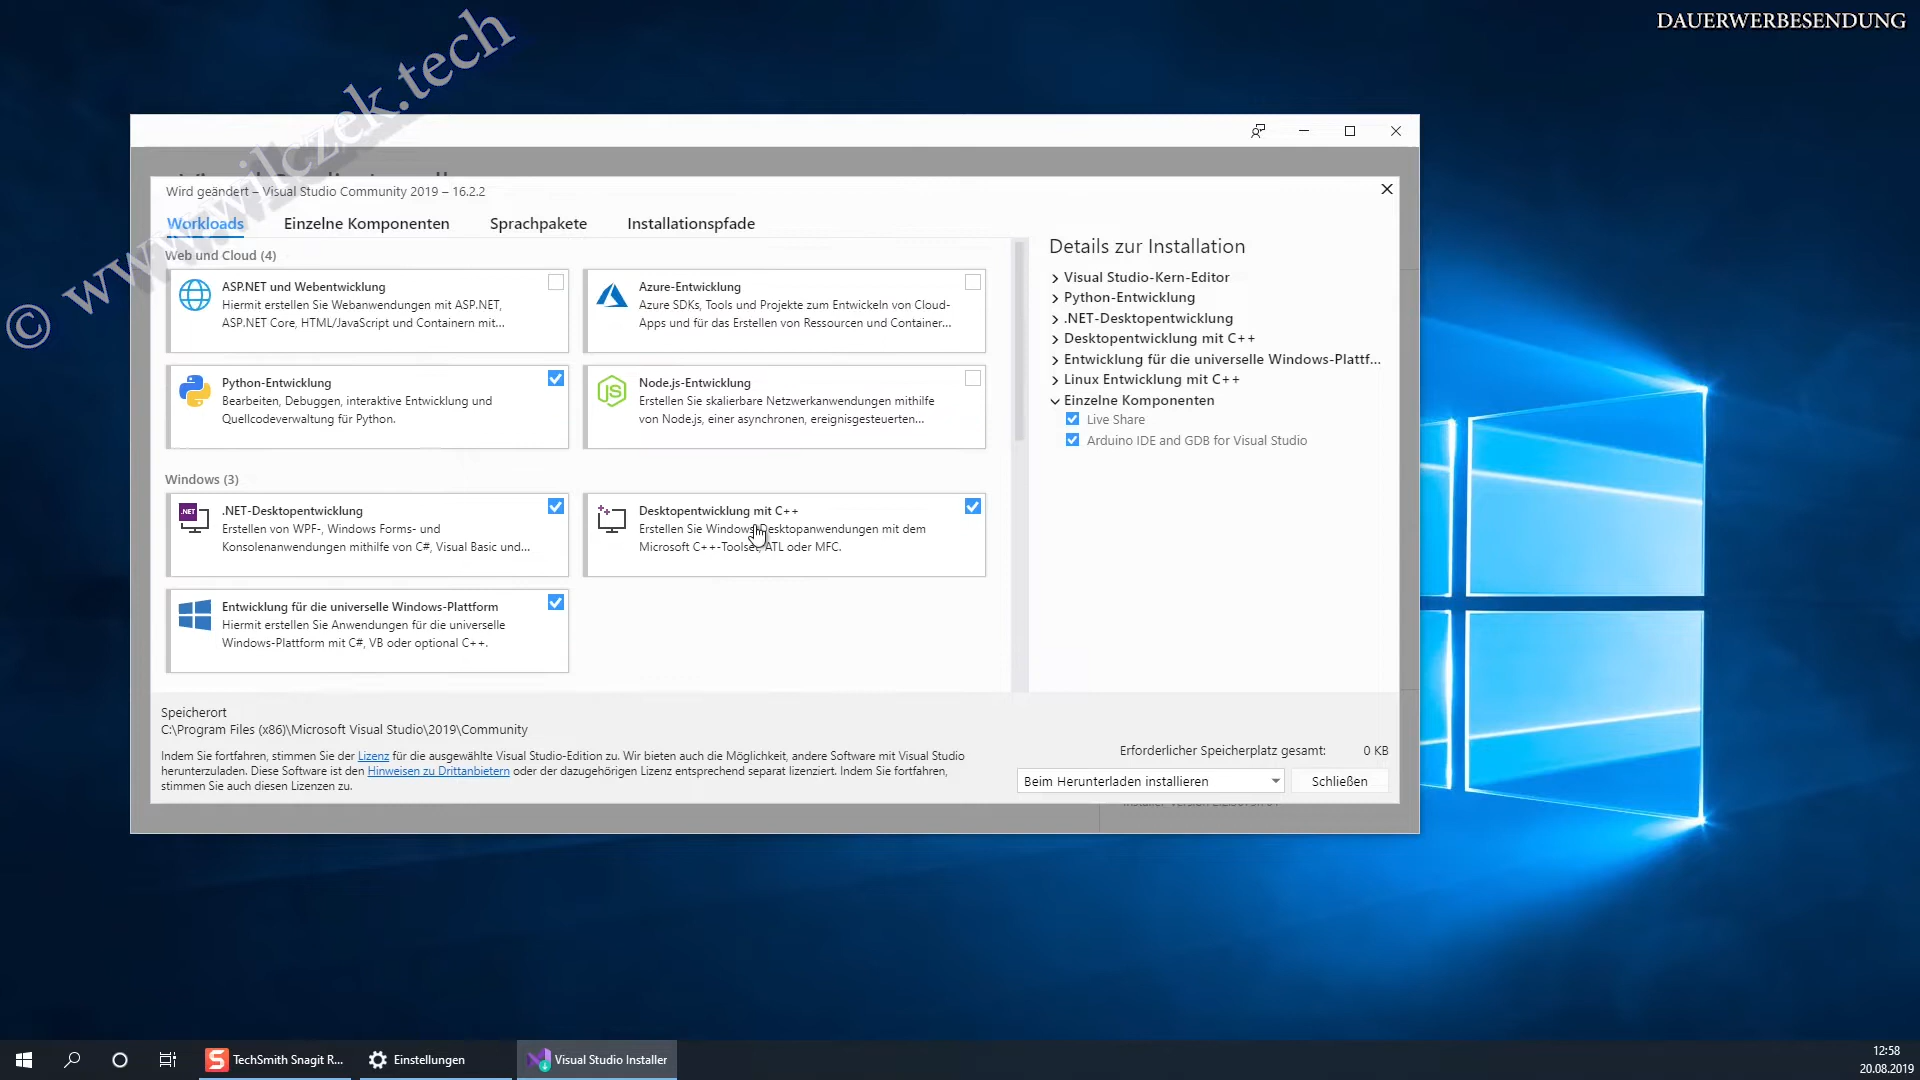 DAUERWERBESENDUNG
© www.wilczek.tech
Wird geändert – Visual Studio Community 2019 – 16.2.2
Workloads
Einzelne Komponenten
Sprachpakete
Installationspfade
Web und Cloud (4)
ASP.NET und Webentwicklung
Hiermit erstellen Sie Webanwendungen mit ASP.NET,
ASP.NET Core, HTML/JavaScript und Containern mit...
Azure-Entwicklung
Azure SDKs, Tools und Projekte zum Entwickeln von Cloud-
Apps und für das Erstellen von Ressourcen und Container...
Python-Entwicklung
Bearbeiten, Debuggen, interaktive Entwicklung und
Quellcodeverwaltung für Python.
Node.js-Entwicklung
Erstellen Sie skalierbare Netzwerkanwendungen mithilfe
von Node.js, einer asynchronen, ereignisgesteuerten...
Windows (3)
.NET-Desktopentwicklung
Erstellen von WPF-, Windows Forms- und
Konsolenanwendungen mithilfe von C#, Visual Basic und...
Desktopentwicklung mit C++
Erstellen Sie Windows-Desktopanwendungen mit dem
Microsoft C++-Toolset, ATL oder MFC.
Entwicklung für die universelle Windows-Plattform
Hiermit erstellen Sie Anwendungen für die universelle
Windows-Plattform mit C#, VB oder optional C++.
Details zur Installation
Visual Studio-Kern-Editor
Python-Entwicklung
.NET-Desktopentwicklung
Desktopentwicklung mit C++
Entwicklung für die universelle Windows-Plattf...
Linux Entwicklung mit C++
Einzelne Komponenten
Live Share
Arduino IDE and GDB for Visual Studio
Speicherort
C:\Program Files (x86)\Microsoft Visual Studio\2019\Community
Indem Sie fortfahren, stimmen Sie der Lizenz für die ausgewählte Visual Studio-Edition zu. Wir bieten auch die Möglichkeit, andere Software mit Visual Studio
herunterzuladen. Diese Software ist den Hinweisen zu Drittanbietern oder der dazugehörigen Lizenz entsprechend separat lizenziert. Indem Sie fortfahren,
stimmen Sie auch diesen Lizenzen zu.
Erforderlicher Speicherplatz gesamt: 0 KB
Beim Herunterladen installieren
Schließen
TechSmith Snagit R...
Einstellungen
Visual Studio Installer
12:58
20.08.2019